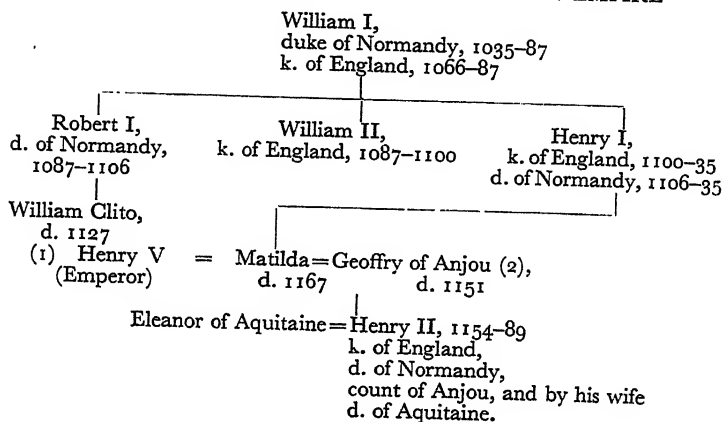 William I,
duke of Normandy, 1035–87
k. of England, 1066–87
Robert I,
d. of Normandy,
1087–1106
William II,
k. of England, 1087–1100
Henry I,
k. of England, 1100–35
d. of Normandy, 1106–35
William Clito,
d. 1127
(1) Henry V = Matilda=Geoffry of Anjou (2),
(Emperor) d. 1167 d. 1151
Eleanor of Aquitaine=Henry II, 1154–89
k. of England,
d. of Normandy,
count of Anjou, and by his wife
d. of Aquitaine.